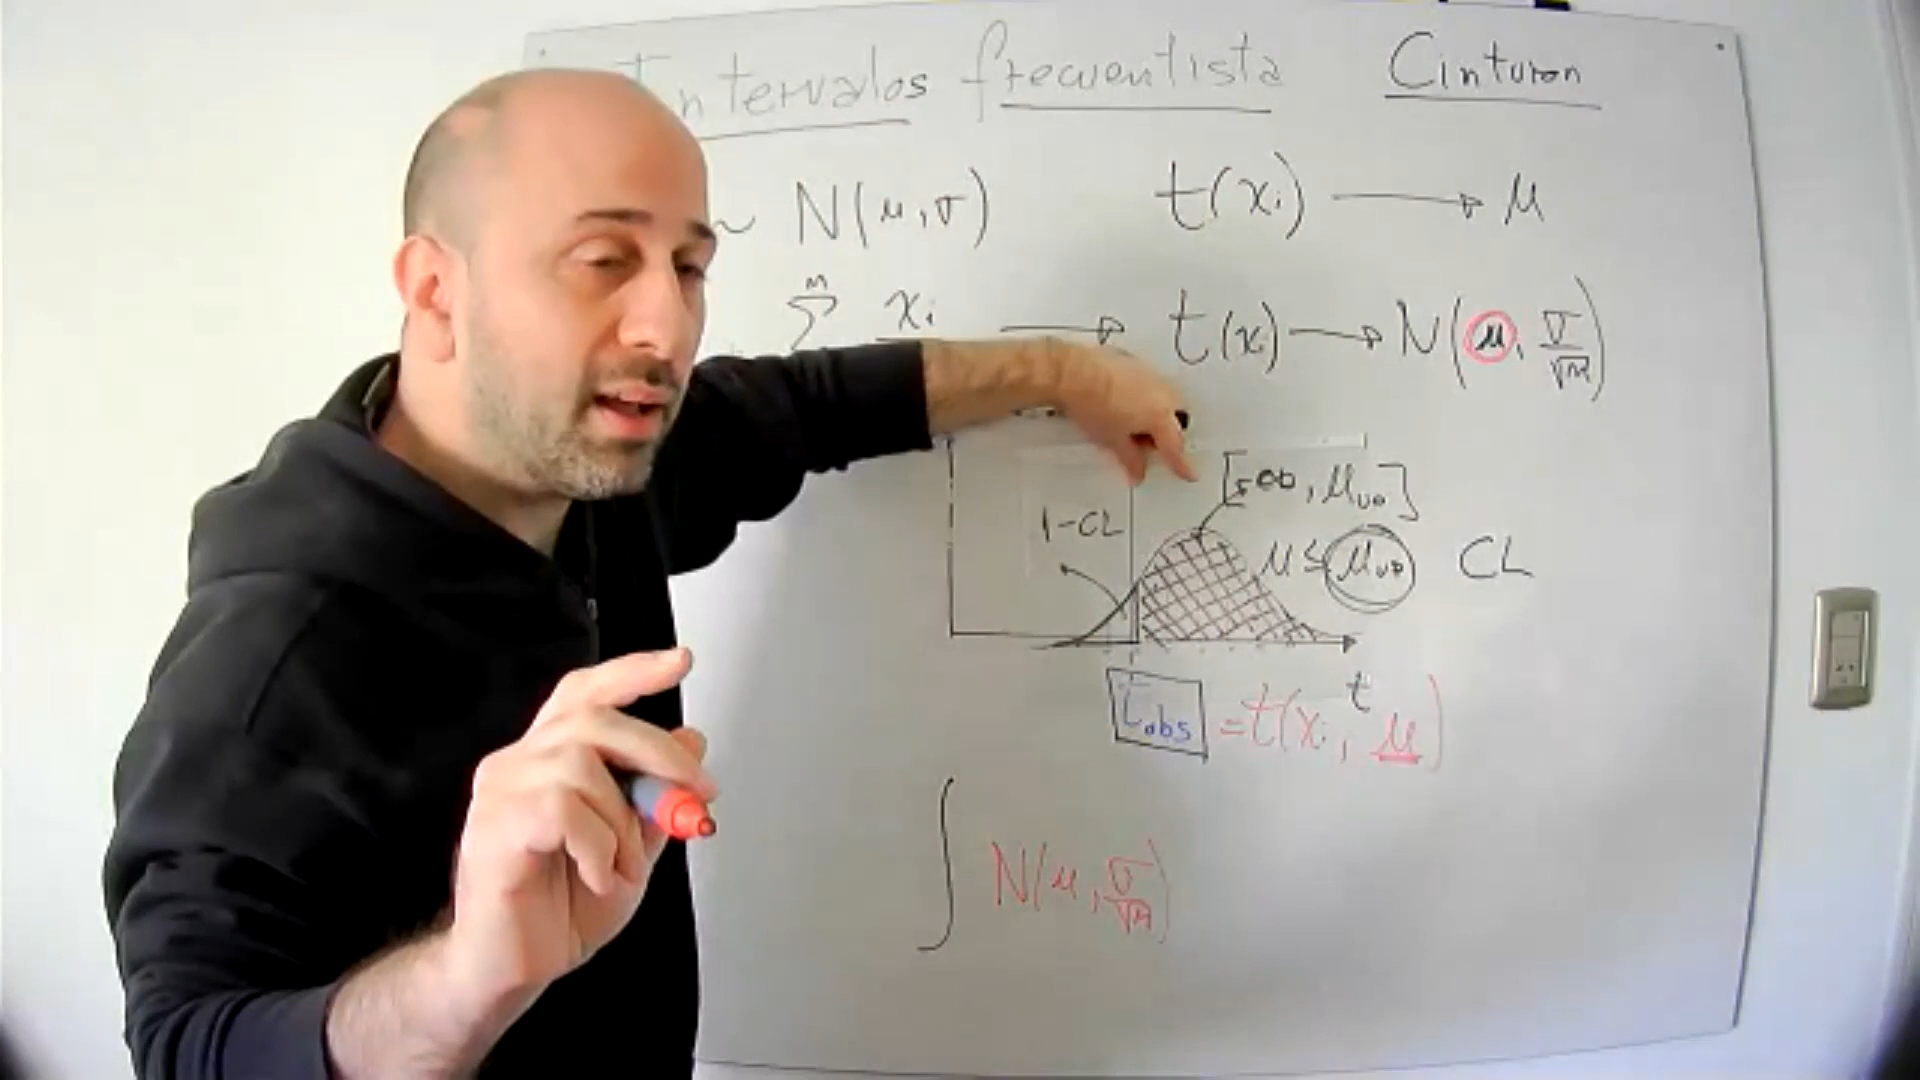 Intervalos frecuentista Cinturon
~ N(μ,σ) t(xi) → μ
n
Σ xi → t(xi) → N(μ, σ/√n)
[-∞, μup]
1-CL
μ ≤ μup CL
t
tobs = t(xi, μ)
∫ N(μ, σ/√n)